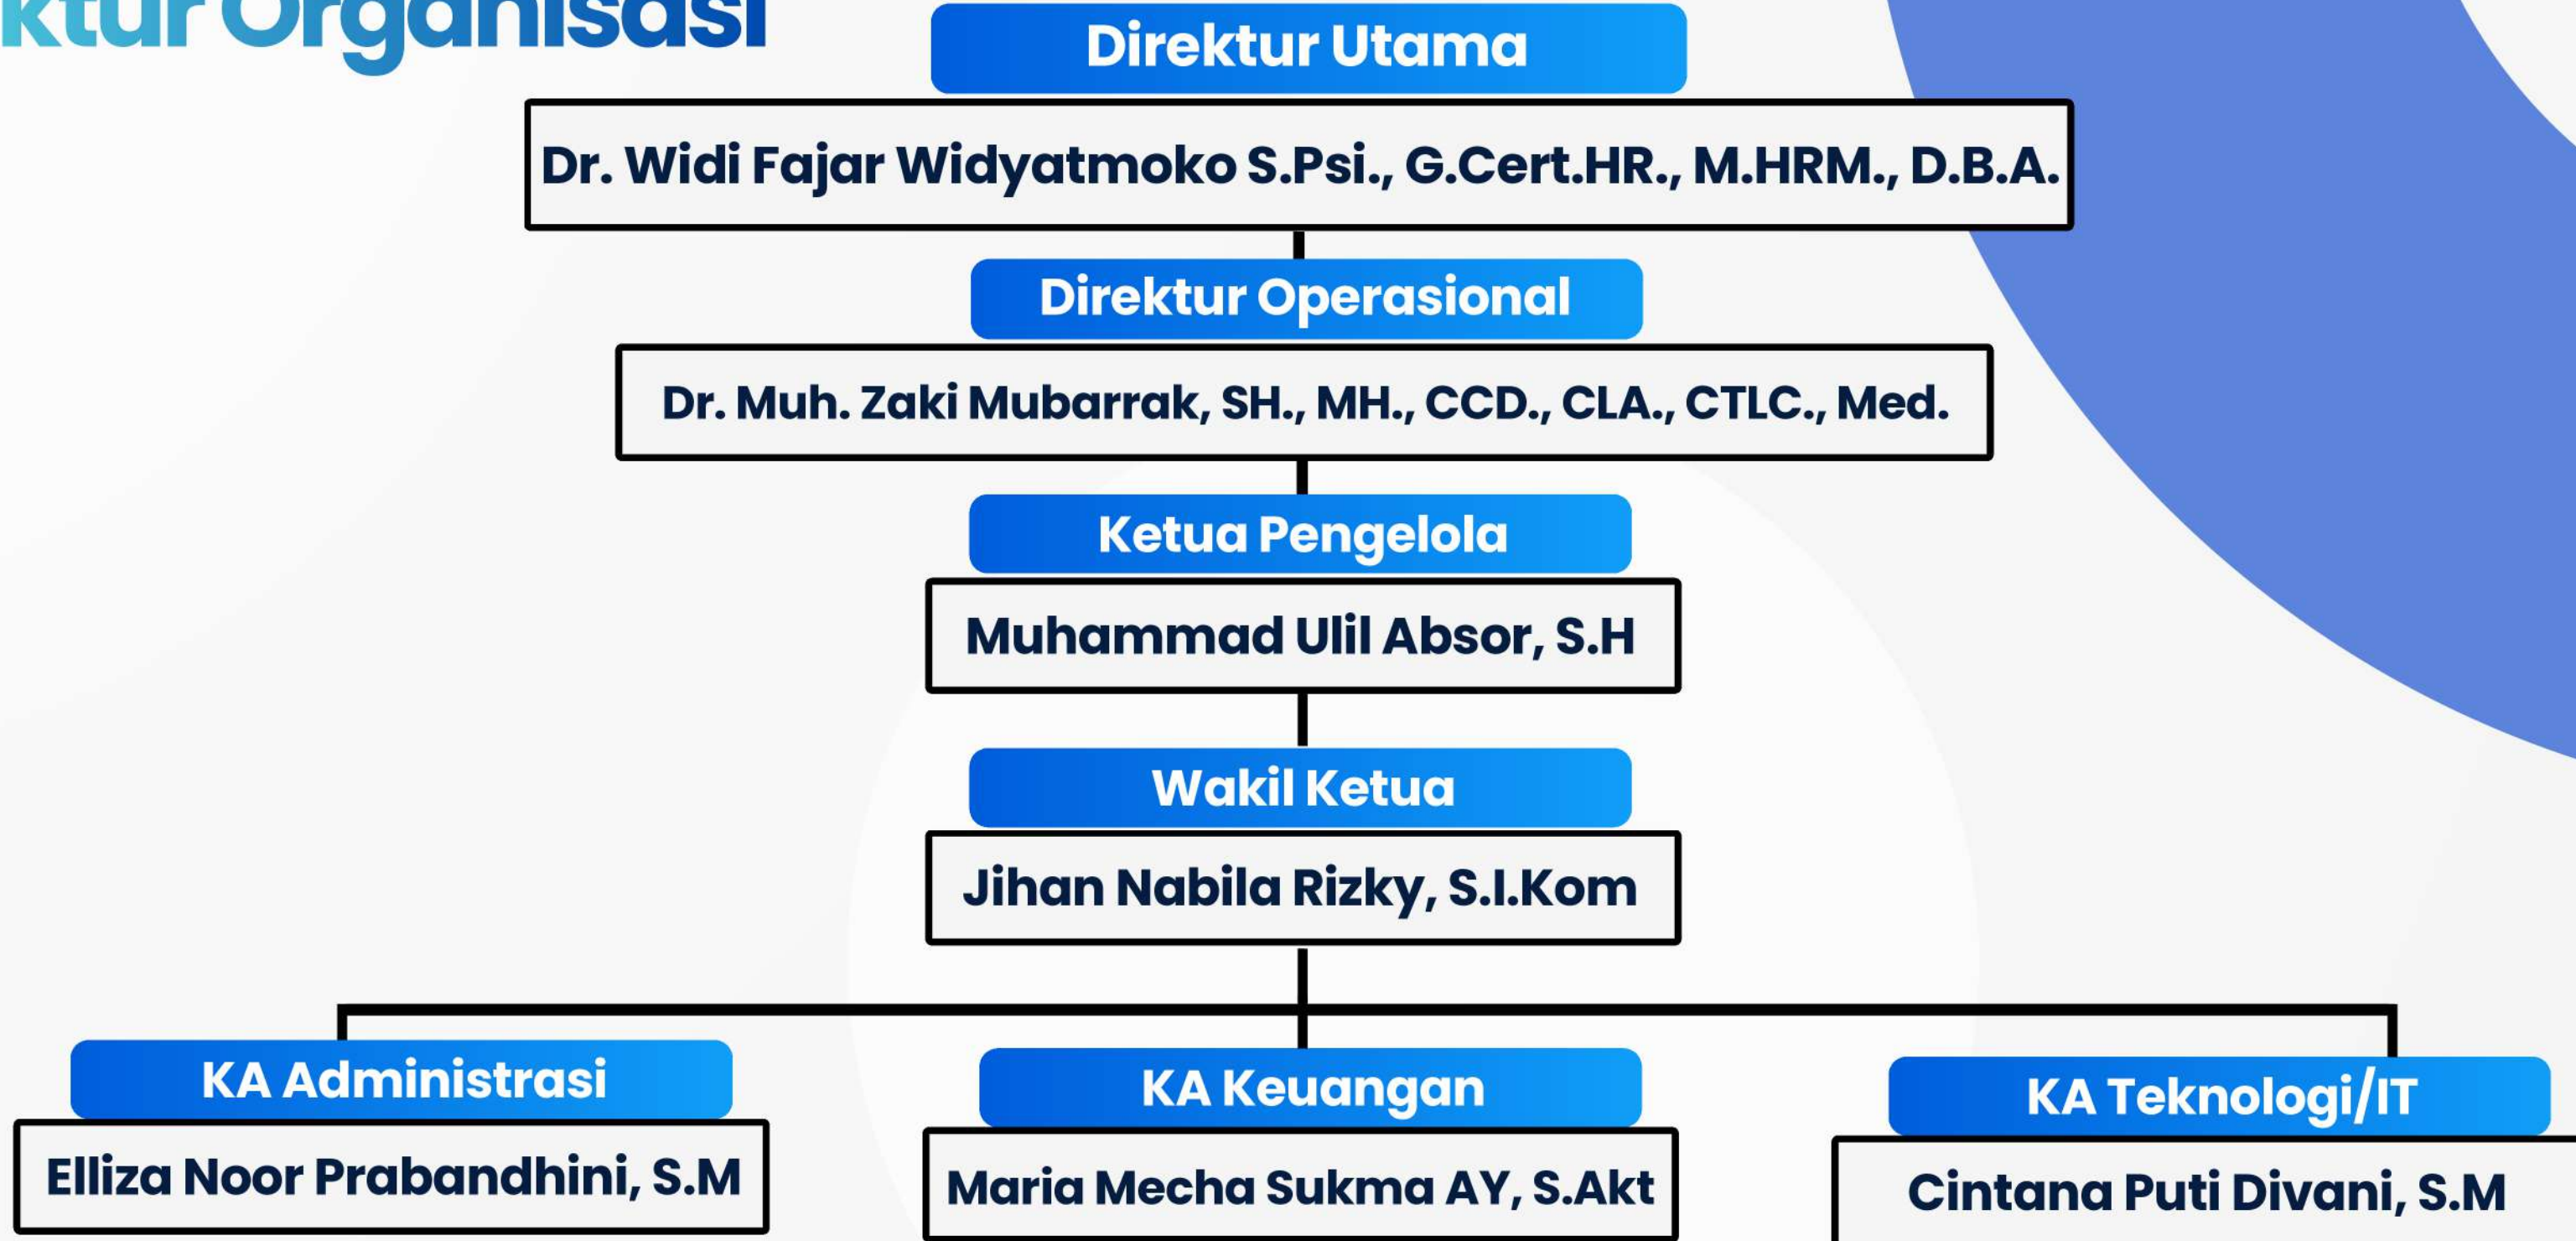 ktur Organisasi
Direktur Utama
Dr. Widi Fajar Widyatmoko S.Psi., G.Cert.HR., M.HRM., D.B.A.
Direktur Operasional
Dr. Muh. Zaki Mubarrak, SH., MH., CCD., CLA., CTLC., Med.
Ketua Pengelola
Muhammad Ulil Absor, S.H
Wakil Ketua
Jihan Nabila Rizky, S.I.Kom
KA Administrasi
Elliza Noor Prabandhini, S.M
KA Keuangan
Maria Mecha Sukma AY, S.Akt
KA Teknologi/IT
Cintana Puti Divani, S.M